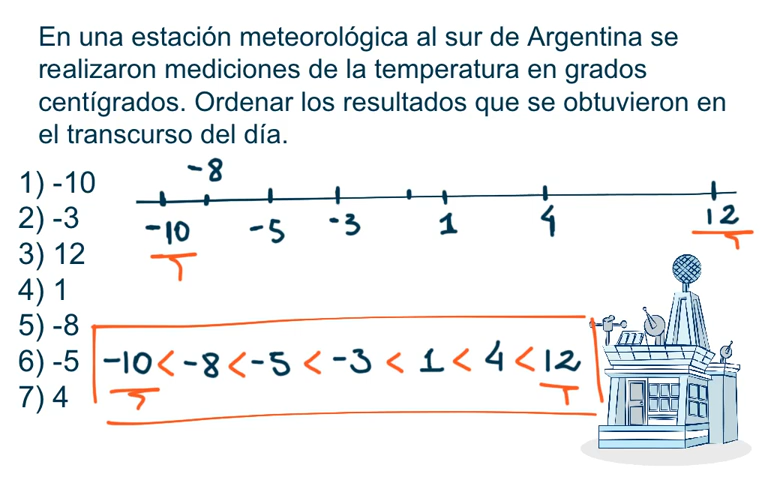 En una estación meteorológica al sur de Argentina se
realizaron mediciones de la temperatura en grados
centígrados. Ordenar los resultados que se obtuvieron en
el transcurso del día.
1) -10
2) -3
3) 12
4) 1
5) -8
6) -5
7) 4
-8
-10 -5 -3 1 4 12
-10 < -8 < -5 < -3 < 1 < 4 < 12